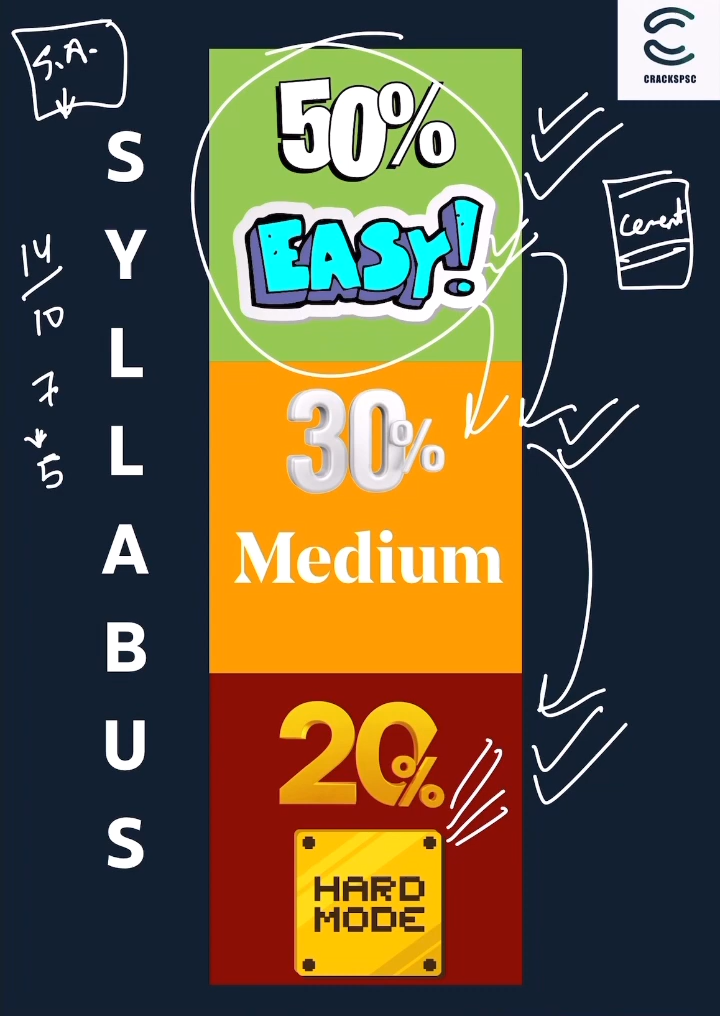 S.A.
CRACKSPSC
SYLLABUS
50%
EASY!
cement
14/10
7
5
30%
Medium
20%
HARD
MODE